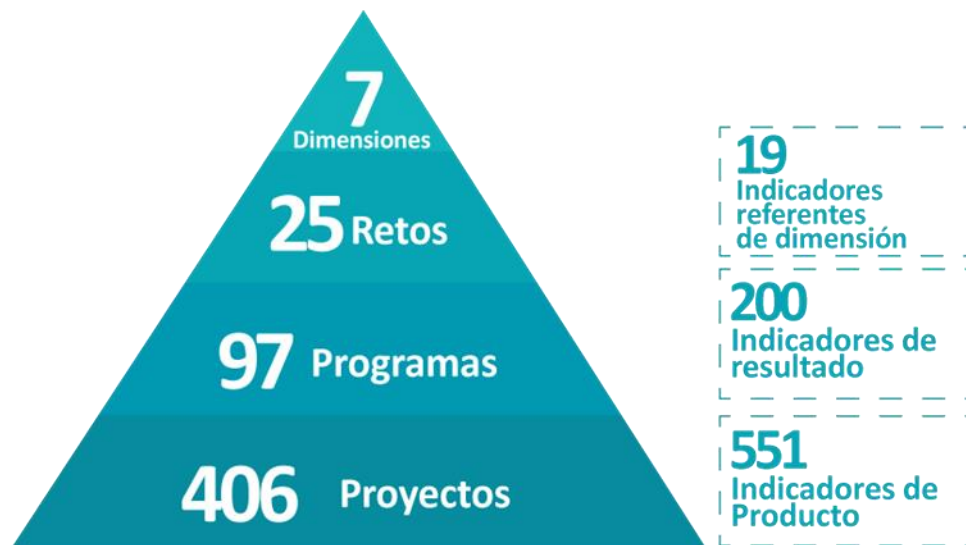 7
Dimensiones
25 Retos
97 Programas
406 Proyectos
19
Indicadores
referentes
de dimensión
200
Indicadores de
resultado
551
Indicadores de
Producto